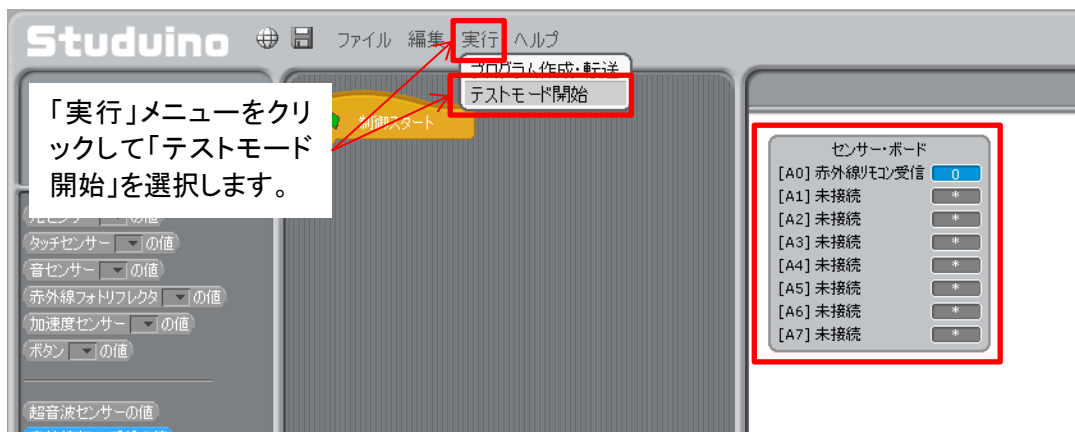 Studuino
ファイル 編集 実行 ヘルプ
プログラム作成・転送
テストモード開始
制御スタート
「実行」メニューをクリ
ックして「テストモード
開始」を選択します。
タッチセンサー の値
音センサー の値
赤外線フォトリフレクタ の値
加速度センサー の値
ボタン の値
超音波センサーの値
センサー・ボード
[A0] 赤外線リモコン受信 0
[A1] 未接続 *
[A2] 未接続 *
[A3] 未接続 *
[A4] 未接続 *
[A5] 未接続 *
[A6] 未接続 *
[A7] 未接続 *